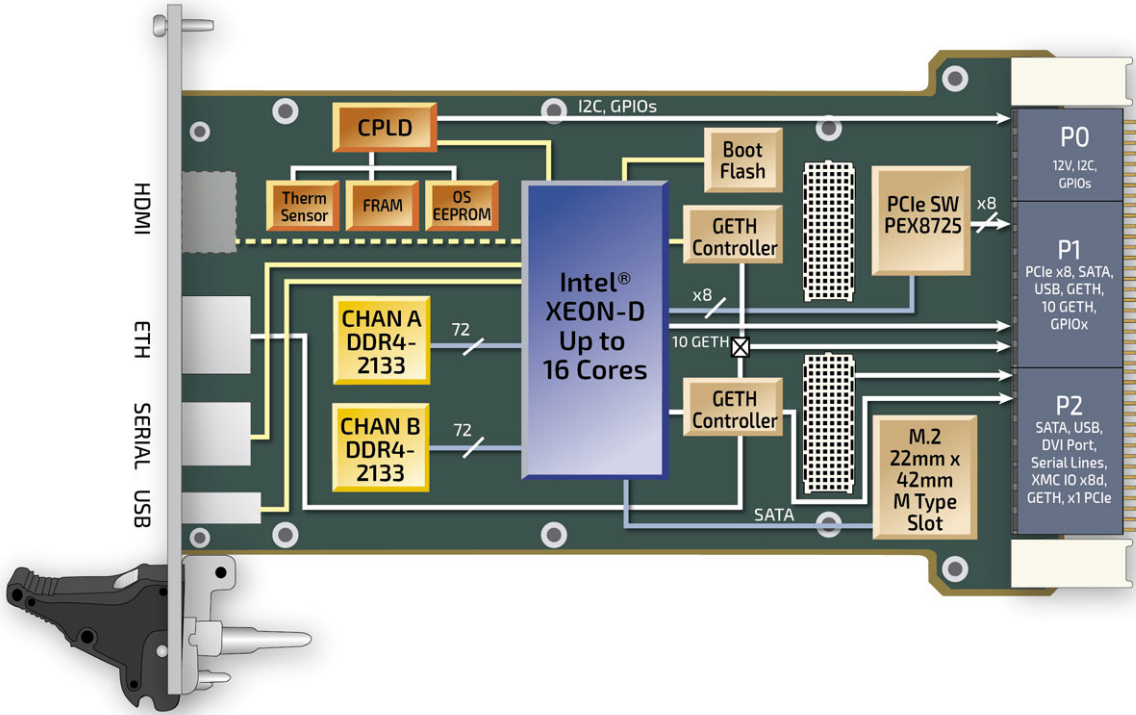 I2C, GPIOs
CPLD
Therm
Sensor
FRAM
OS
EEPROM
Boot
Flash
GETH
Controller
PCIe SW
PEX8725
x8
P0
12V, I2C,
GPIOs
P1
PCIe x8, SATA,
USB, GETH,
10 GETH,
GPIOx
P2
SATA, USB,
DVI Port,
Serial Lines,
XMC IO x8d,
GETH, x1 PCIe
HDMI
ETH
SERIAL
USB
Intel®
XEON-D
Up to
16 Cores
CHAN A
DDR4-
2133
72
CHAN B
DDR4-
2133
72
x8
10 GETH
GETH
Controller
M.2
22mm x
42mm
M Type
Slot
SATA